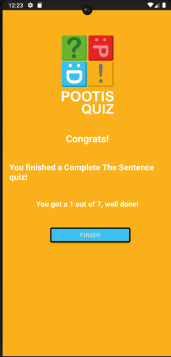 12:23
?
P
:D
!
POOTIS
QUIZ
Congrats!
You finished a Complete The Sentence
quiz!
You got a 1 out of 7, well done!
FINISH